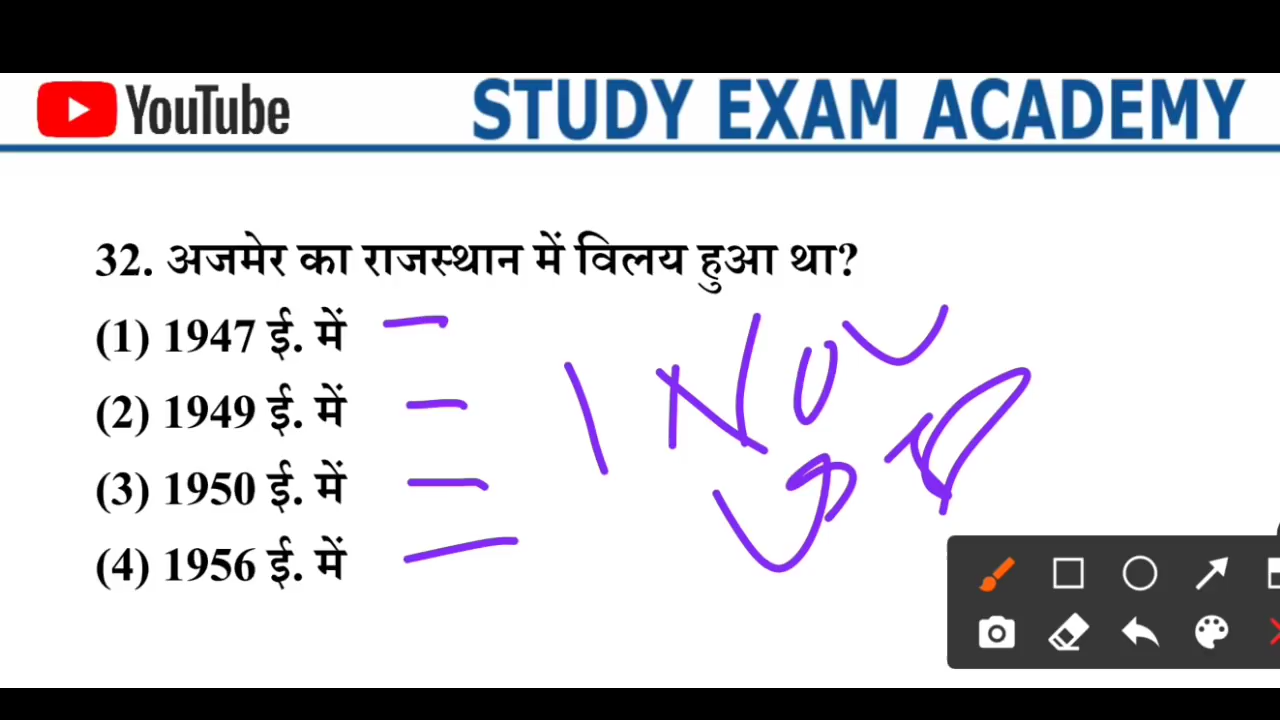 YouTube STUDY EXAM ACADEMY
32. अजमेर का राजस्थान में विलय हुआ था?
(1) 1947 ई. में
(2) 1949 ई. में
(3) 1950 ई. में
(4) 1956 ई. में
1 Nov